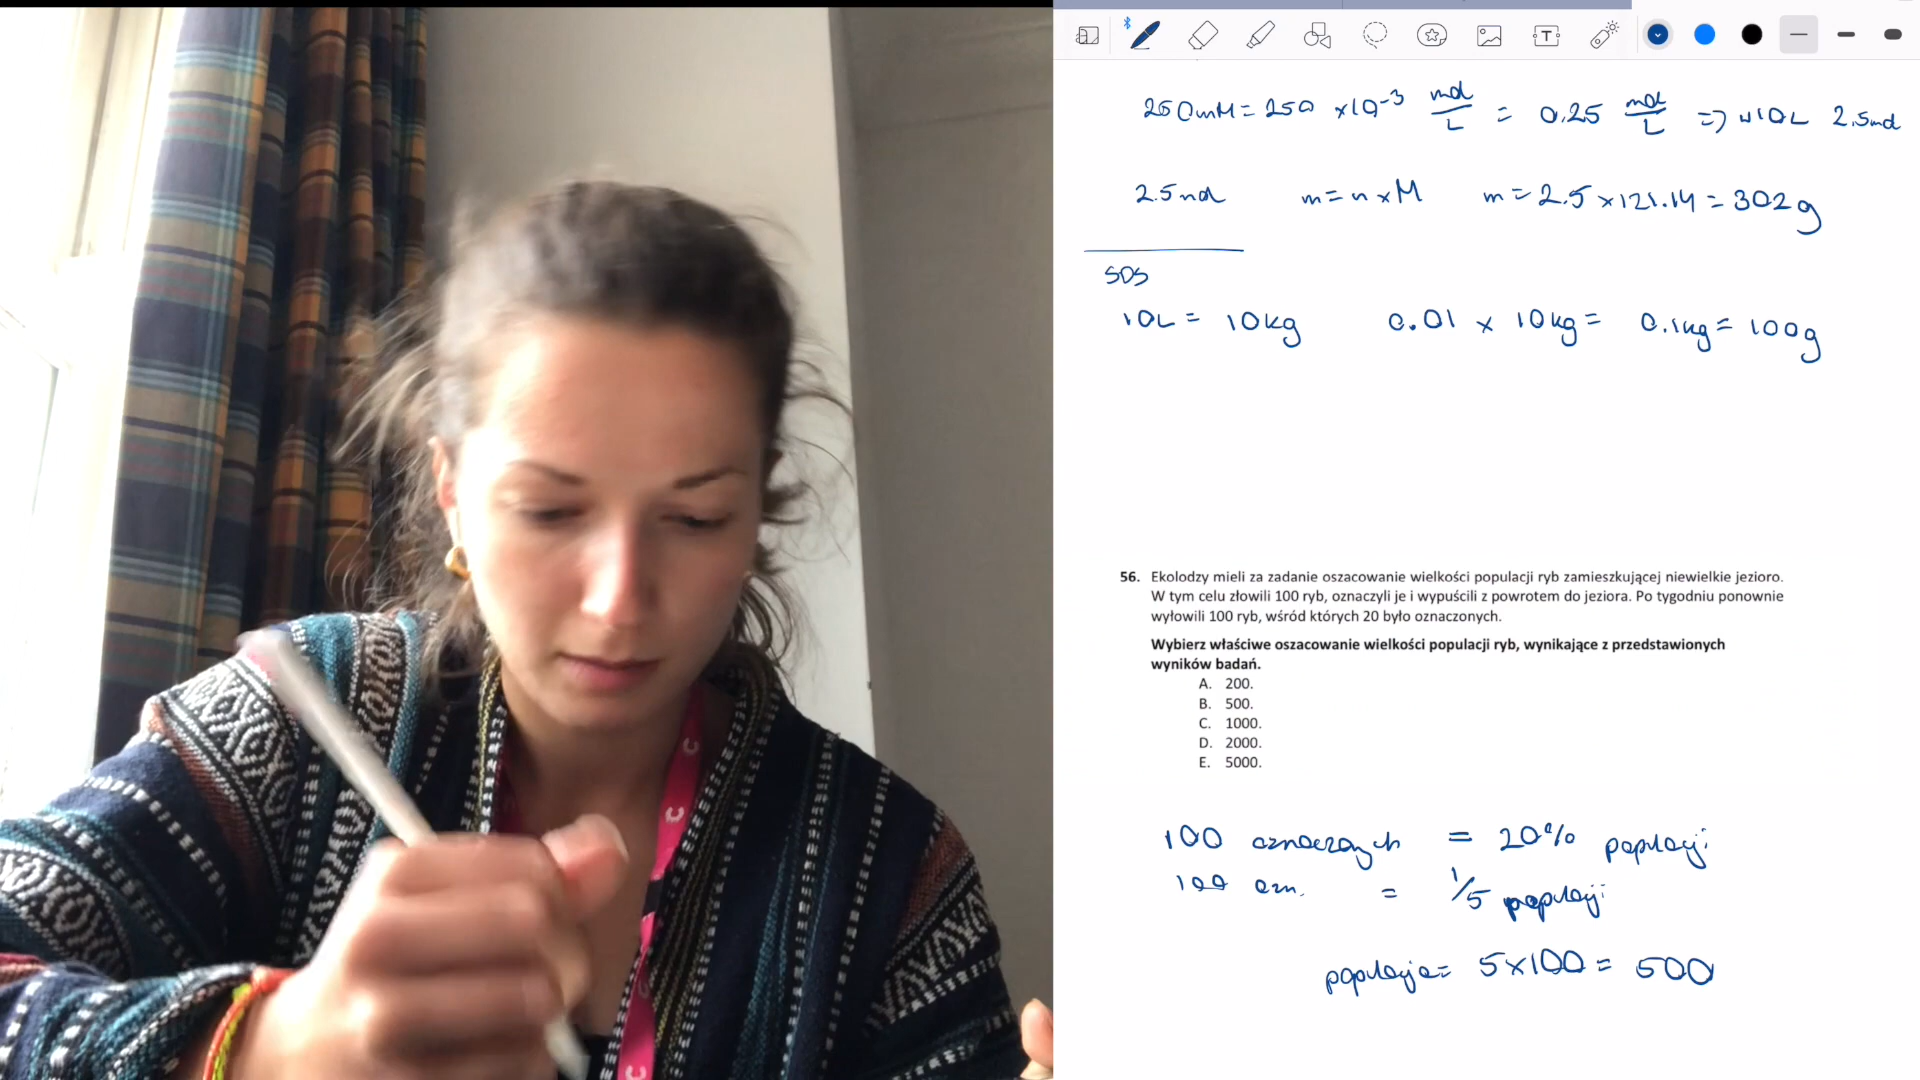 250mM = 250 ×10⁻³ mol/L = 0.25 mol/L => w 10L 2.5mol
2.5mol m = n × M m = 2.5 × 121.14 = 302g
SDS
10L = 10kg 0.01 × 10kg = 0.1kg = 100g
56. Ekolodzy mieli za zadanie oszacowanie wielkości populacji ryb zamieszkującej niewielkie jezioro.
W tym celu złowili 100 ryb, oznaczyli je i wypuścili z powrotem do jeziora. Po tygodniu ponownie
wyłowili 100 ryb, wśród których 20 było oznaczonych.
Wybierz właściwe oszacowanie wielkości populacji ryb, wynikające z przedstawionych
wyników badań.
A. 200.
B. 500.
C. 1000.
D. 2000.
E. 5000.
100 oznaczonych = 20% populacji
100 ozn. = 1/5 populacji
populacja = 5×100 = 500